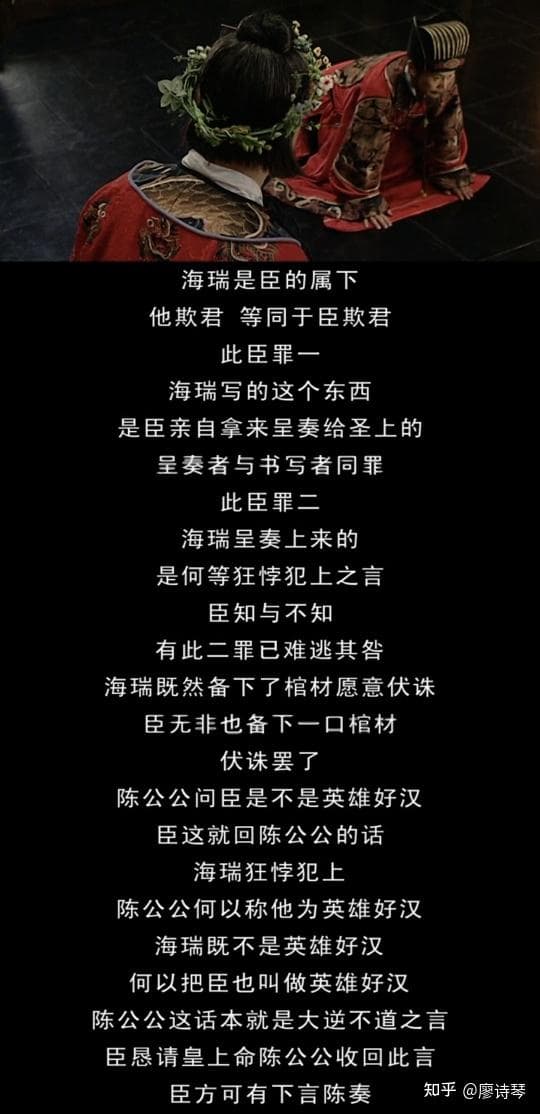 海瑞是臣的属下
他欺君 等同于臣欺君
此臣罪一
海瑞写的这个东西
是臣亲自拿来呈奏给圣上的
呈奏者与书写者同罪
此臣罪二
海瑞呈奏上来的
是何等狂悖犯上之言
臣知与不知
有此二罪已难逃其咎
海瑞既然备下了棺材愿意伏诛
臣无非也备下一口棺材
伏诛罢了
陈公公问臣是不是英雄好汉
臣这就回陈公公的话
海瑞狂悖犯上
陈公公何以称他为英雄好汉
海瑞既不是英雄好汉
何以把臣也叫做英雄好汉
陈公公这话本就是大逆不道之言
臣恳请皇上命陈公公收回此言
臣方可有下言陈奏
知乎 @廖诗琴